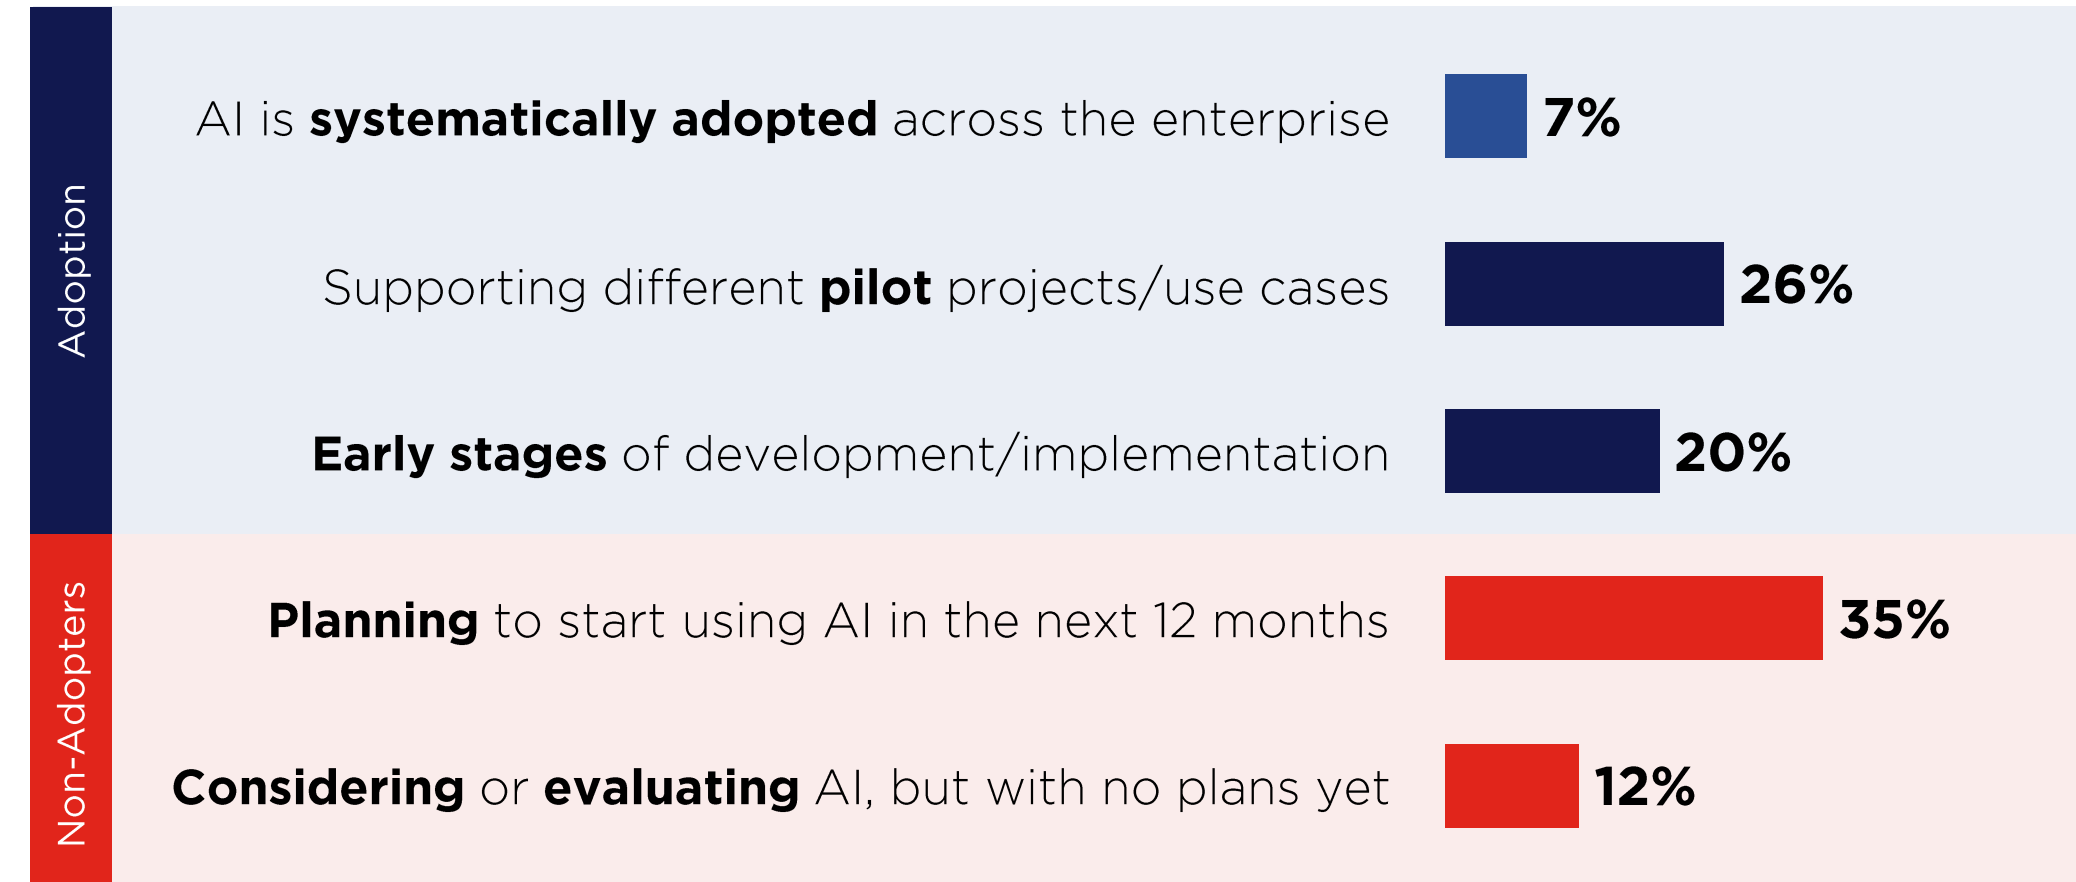 Adoption
AI is systematically adopted across the enterprise 7%
Supporting different pilot projects/use cases 26%
Early stages of development/implementation 20%
Non-Adopters
Planning to start using AI in the next 12 months 35%
Considering or evaluating AI, but with no plans yet 12%